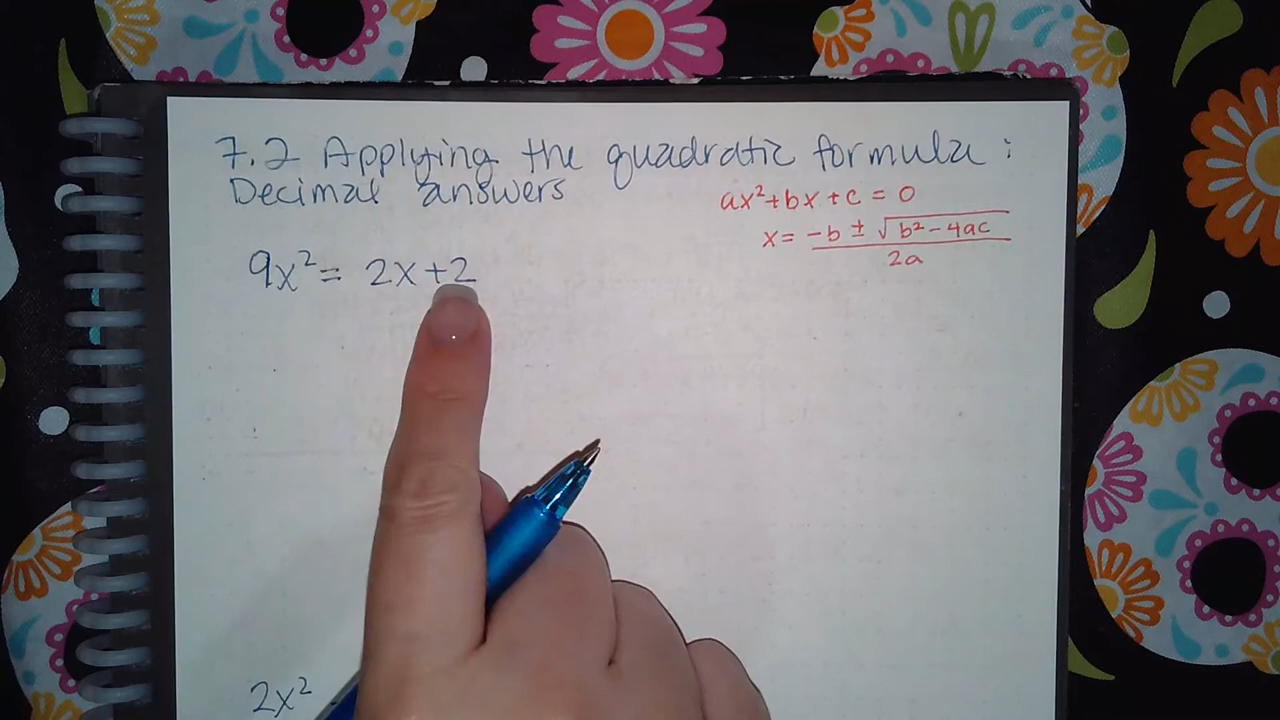 7.2 Applying the quadratic formula:
Decimal answers
ax²+bx+c=0
x= -b ± √b²-4ac
2a
9x²= 2x+2
2x²